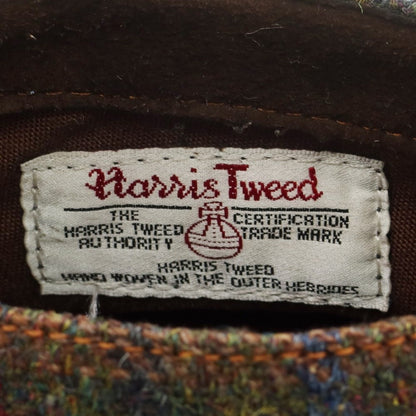 Harris Tweed
THE CERTIFICATION
HARRIS TWEED TRADE MARK
AUTHORITY
HARRIS TWEED
HAND WOVEN IN THE OUTER HEBRIDES